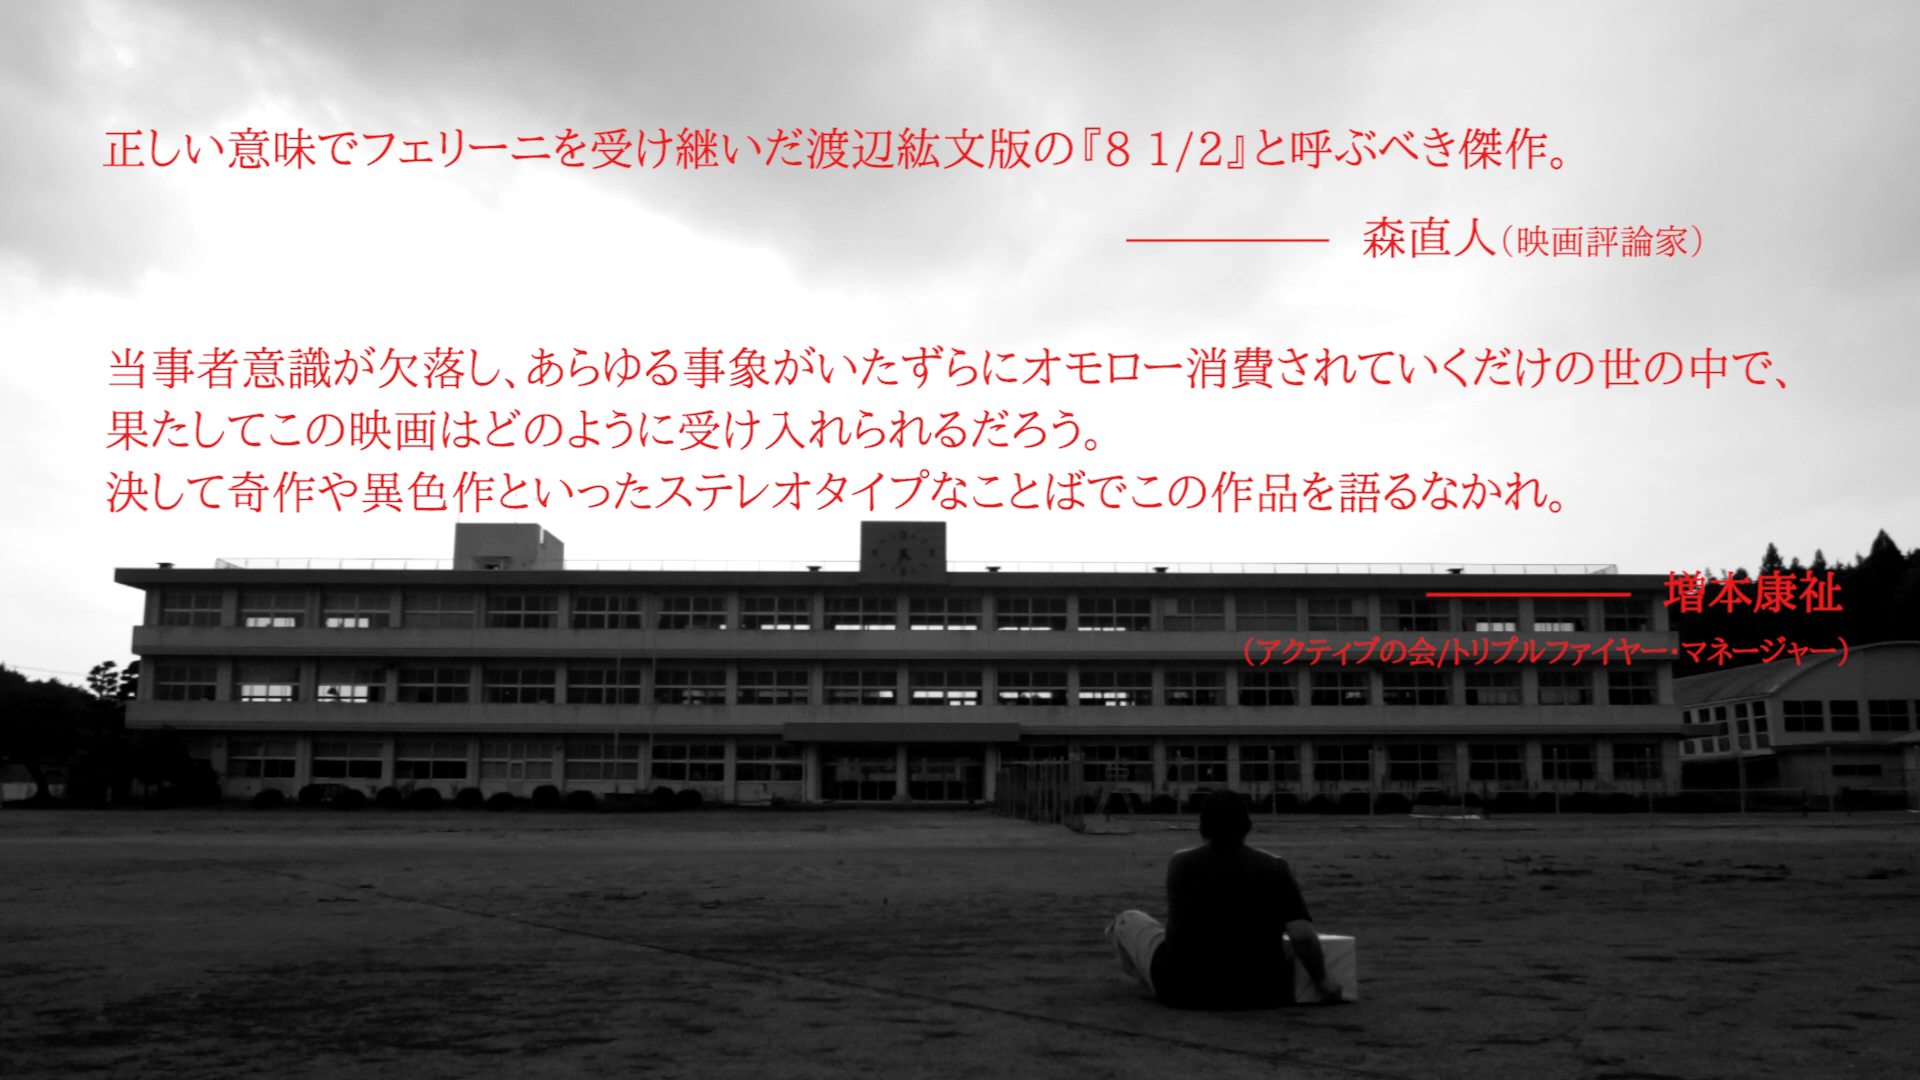 正しい意味でフェリーニを受け継いだ渡辺紘文版の『8 1/2』と呼ぶべき傑作。
――― 森直人（映画評論家）
当事者意識が欠落し、あらゆる事象がいたずらにオモロー消費されていくだけの世の中で、
果たしてこの映画はどのように受け入れられるだろう。
決して奇作や異色作といったステレオタイプなことばでこの作品を語るなかれ。
――― 増本康祉
（アクティブの会/トリプルファイヤー・マネージャー）